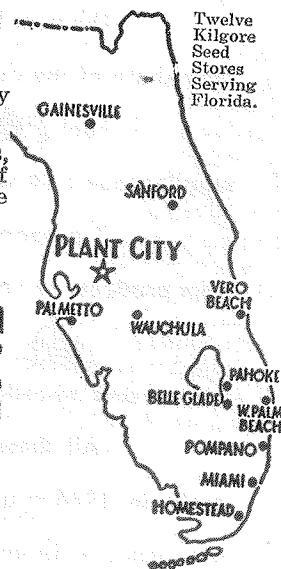 Twelve
Kilgore
Seed
Stores
Serving
Florida.
GAINESVILLE
SANFORD
PLANT CITY
VERO
BEACH
PALMETTO
WAUCHULA
PAHOKEE
BELLE GLADE
W. PALM
BEACH
POMPANO
MIAMI
HOMESTEAD